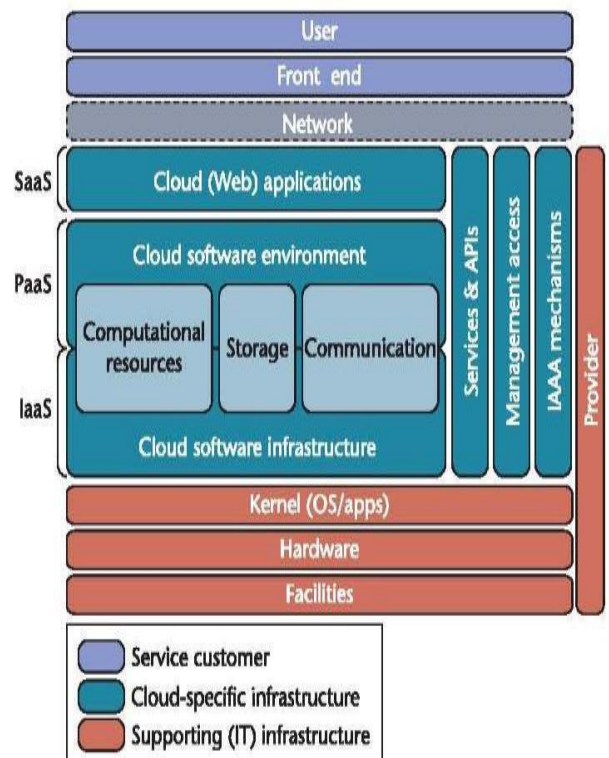 User
Front end
Network
SaaS
Cloud (Web) applications
PaaS
Cloud software environment
Computational
resources
Storage
Communication
IaaS
Cloud software infrastructure
Services & APIs
Management access
IAAA mechanisms
Provider
Kernel (OS/apps)
Hardware
Facilities
Service customer
Cloud-specific infrastructure
Supporting (IT) infrastructure